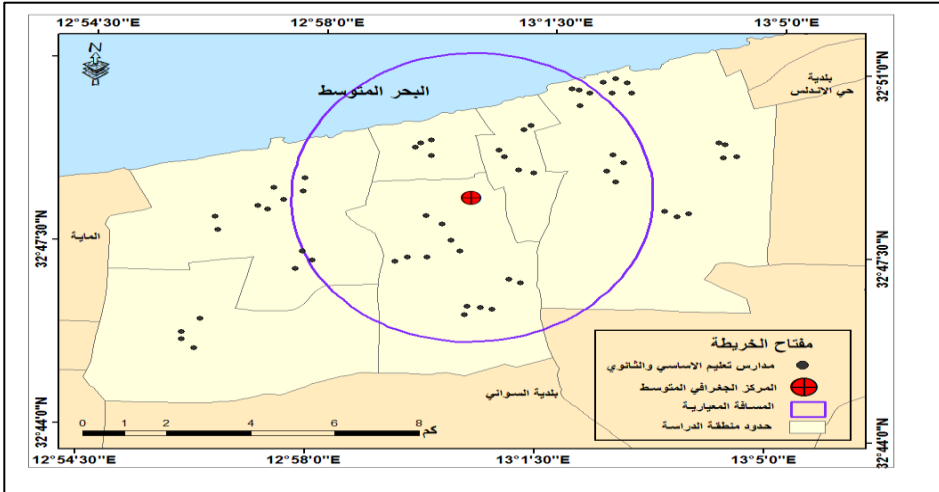 12°54'30"E 12°58'0"E 13°1'30"E 13°5'0"E
N
32°51'0"N
بلدية
حي الاندلس
البحر المتوسط
الماية
32°47'30"N
32°47'30"N
بلدية السواني
مفتاح الخريطة
مدارس تعليم الاساسي والثانوي
المركز الجغرافي المتوسط
المسافة المعيارية
حدود منطقة الدراسة
0 1 2 4 6 8
كم
32°44'0"N
32°44'0"N
12°54'30"E 12°58'0"E 13°1'30"E 13°5'0"E